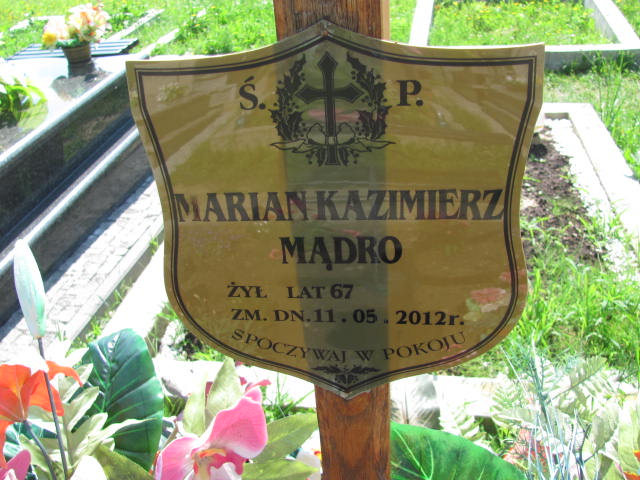 Ś. P.
MARIAN KAZIMIERZ
MĄDRO
ŻYŁ LAT 67
ZM. DN. 11.05.2012r.
SPOCZYWAJ W POKOJU